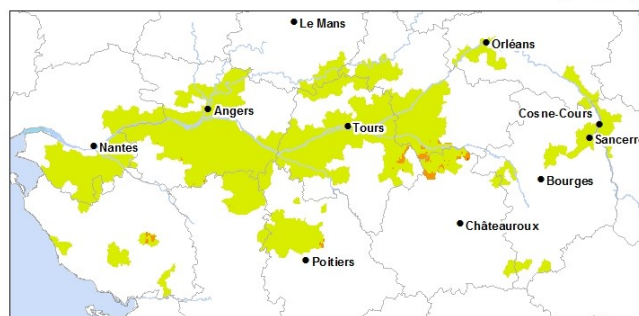 Le Mans
Orléans
Angers
Cosne-Cours
Tours
Sancerre
Nantes
Bourges
Châteauroux
Poitiers